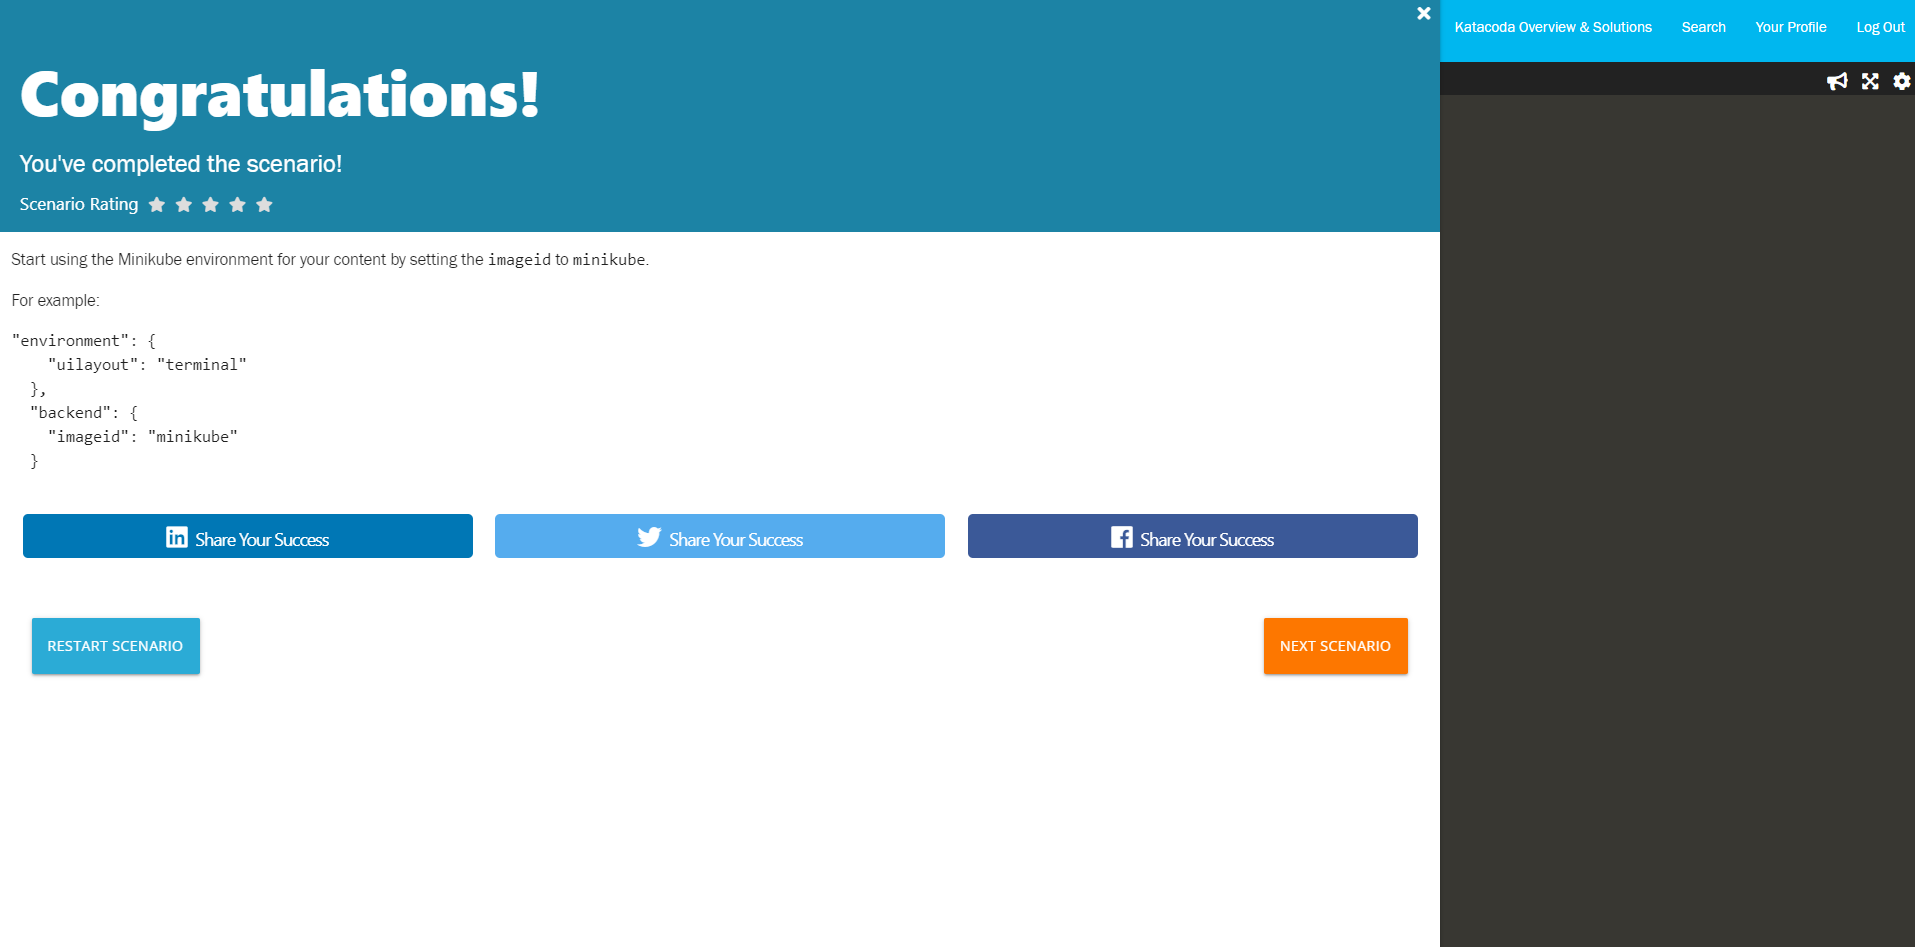 Katacoda Overview & Solutions Search Your Profile Log Out
Congratulations!
You've completed the scenario!
Scenario Rating
Start using the Minikube environment for your content by setting the imageid to minikube.
For example:
"environment": {
    "uilayout": "terminal"
  },
  "backend": {
    "imageid": "minikube"
  }
Share Your Success
Share Your Success
Share Your Success
RESTART SCENARIO
NEXT SCENARIO